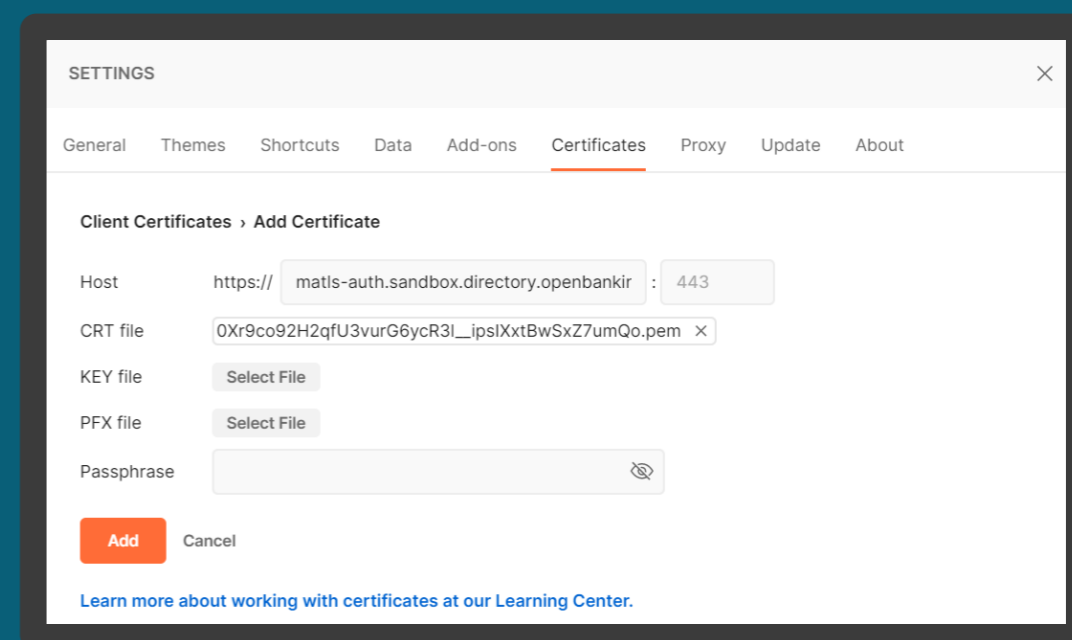 SETTINGS
General Themes Shortcuts Data Add-ons Certificates Proxy Update About
Client Certificates › Add Certificate
Host https:// matls-auth.sandbox.directory.openbankir : 443
CRT file 0Xr9co92H2qfU3vurG6ycR3l__ipsIXxtBwSxZ7umQo.pem ×
KEY file Select File
PFX file Select File
Passphrase
Add Cancel
Learn more about working with certificates at our Learning Center.